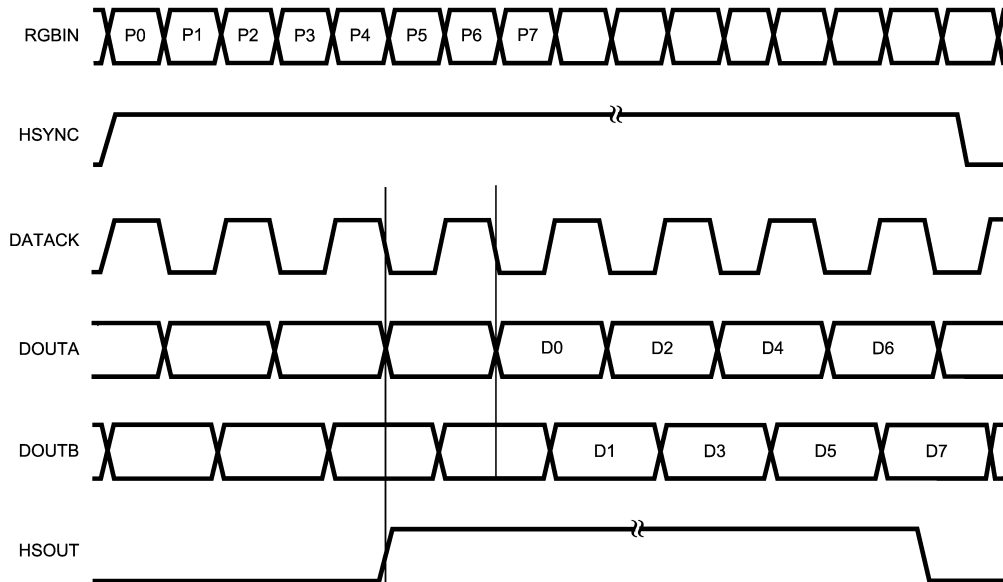 RGBIN P0 P1 P2 P3 P4 P5 P6 P7
HSYNC
DATACK
DOUTA D0 D2 D4 D6
DOUTB D1 D3 D5 D7
HSOUT